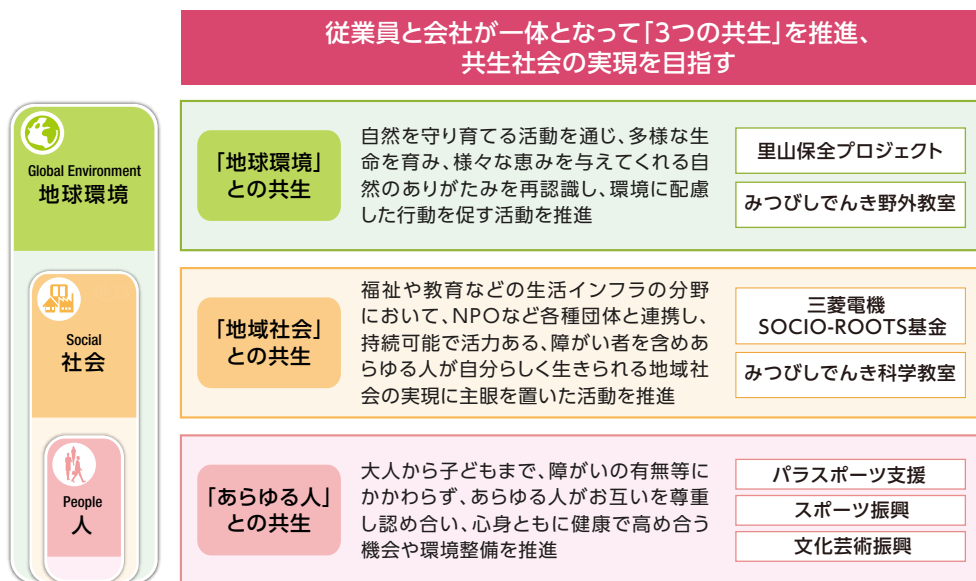 従業員と会社が一体となって「3つの共生」を推進、
共生社会の実現を目指す
Global Environment
地球環境
「地球環境」
との共生
自然を守り育てる活動を通じ、多様な生
命を育み、様々な恵みを与えてくれる自
然のありがたみを再認識し、環境に配慮
した行動を促す活動を推進
里山保全プロジェクト
みつびしでんき野外教室
Social
社会
「地域社会」
との共生
福祉や教育などの生活インフラの分野
において、NPOなど各種団体と連携し、
持続可能で活力ある、障がい者を含めあ
らゆる人が自分らしく生きられる地域社
会の実現に主眼を置いた活動を推進
三菱電機
SOCIO-ROOTS基金
みつびしでんき科学教室
People
人
「あらゆる人」
との共生
大人から子どもまで、障がいの有無等に
かかわらず、あらゆる人がお互いを尊重
し認め合い、心身ともに健康で高め合う
機会や環境整備を推進
パラスポーツ支援
スポーツ振興
文化芸術振興